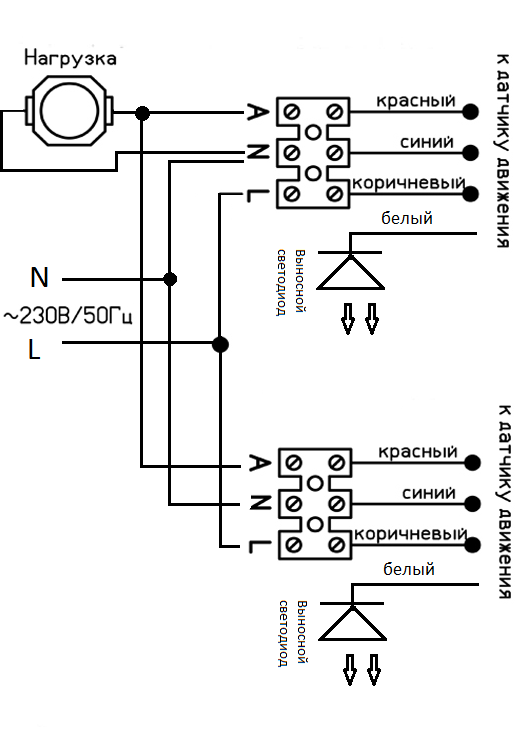 Нагрузка
A
N
L
красный
синий
коричневый
к датчику движения
белый
Выносной
светодиод
N
~230В/50Гц
L
A
N
L
красный
синий
коричневый
к датчику движения
белый
Выносной
светодиод